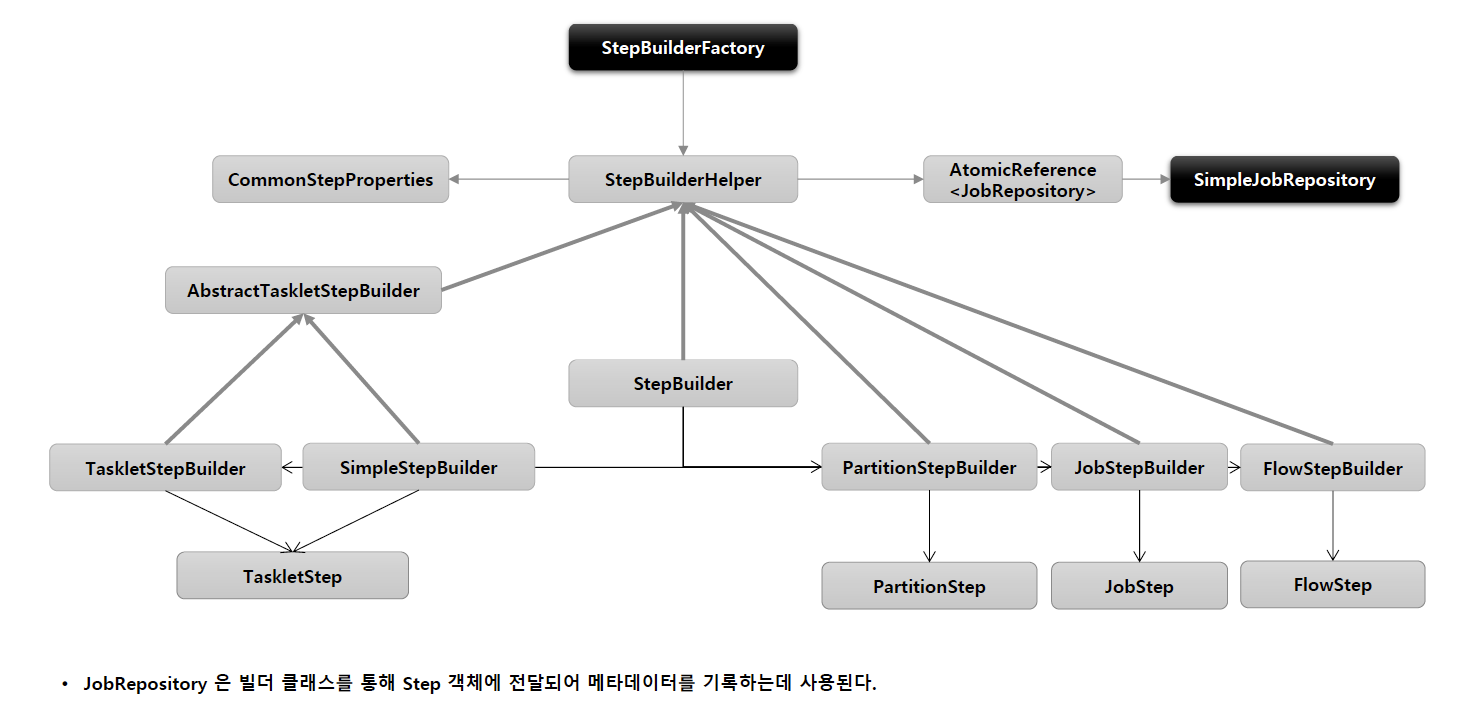 StepBuilderFactory
CommonStepProperties
StepBuilderHelper
AtomicReference
<JobRepository>
SimpleJobRepository
AbstractTaskletStepBuilder
StepBuilder
TaskletStepBuilder
SimpleStepBuilder
PartitionStepBuilder
JobStepBuilder
FlowStepBuilder
TaskletStep
PartitionStep
JobStep
FlowStep
• JobRepository 은 빌더 클래스를 통해 Step 객체에 전달되어 메타데이터를 기록하는데 사용된다.